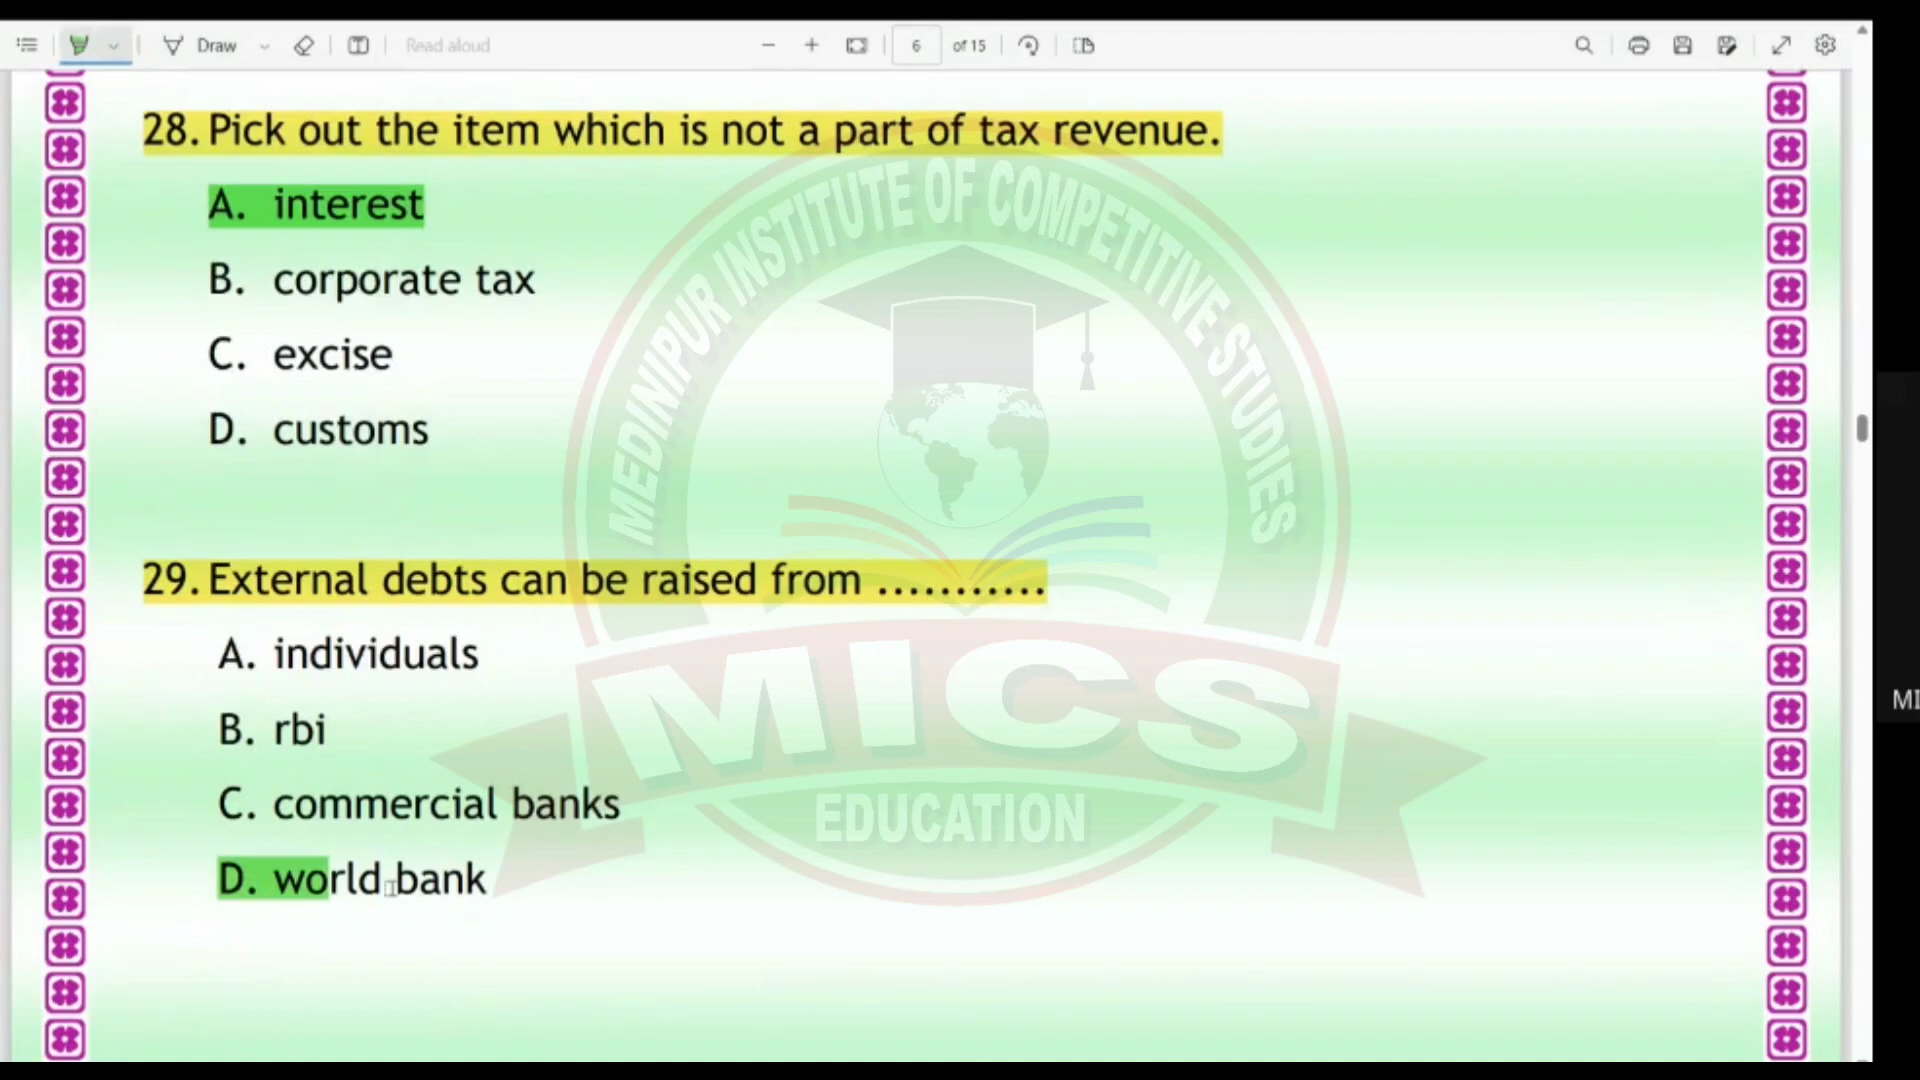 Draw
Read aloud
6 of 15
28. Pick out the item which is not a part of tax revenue.
A. interest
B. corporate tax
C. excise
D. customs
29. External debts can be raised from ...........
A. individuals
B. rbi
C. commercial banks
D. world bank
MEDINIPUR INSTITUTE OF COMPETITIVE STUDIES
MICS
EDUCATION
MI